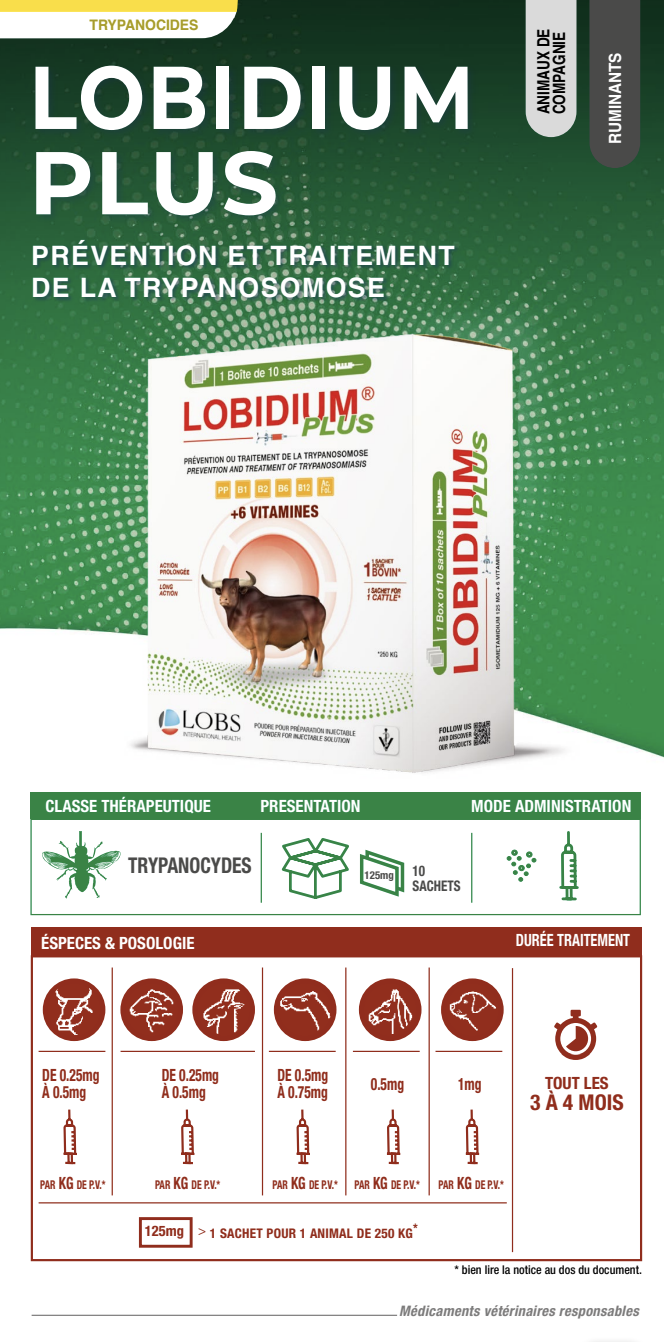 TRYPANOCIDES
ANIMAUX DE
COMPAGNIE
RUMINANTS
LOBIDIUM
PLUS
PRÉVENTION ET TRAITEMENT
DE LA TRYPANOSOMOSE
1 Boîte de 10 sachets
LOBIDIUM®
PLUS
PRÉVENTION OU TRAITEMENT DE LA TRYPANOSOMOSE
PREVENTION AND TREATMENT OF TRYPANOSOMIASIS
PP B1 B2 B6 B12 Ac. Fol.
+6 VITAMINES
ACTION
PROLONGÉE
LONG
ACTION
1 SACHET
POUR
1 BOVIN*
1 SACHET FOR
1 CATTLE*
*250 KG
LOBS
INTERNATIONAL HEALTH
POUDRE POUR PRÉPARATION INJECTABLE
POWDER FOR INJECTABLE SOLUTION
1 Box of 10 sachets
LOBIDIUM®
PLUS
ISOMETAMIDIUM 125 MG + 6 VITAMINES
FOLLOW US
AND DISCOVER
OUR PRODUCTS
CLASSE THÉRAPEUTIQUE PRESENTATION MODE ADMINISTRATION
TRYPANOCYDES
125mg
10
SACHETS
ÉSPECES & POSOLOGIE DURÉE TRAITEMENT
DE 0.25mg
À 0.5mg
PAR KG DE P.V.*
DE 0.25mg
À 0.5mg
PAR KG DE P.V.*
DE 0.5mg
À 0.75mg
PAR KG DE P.V.*
0.5mg
PAR KG DE P.V.*
1mg
PAR KG DE P.V.*
TOUT LES
3 À 4 MOIS
125mg > 1 SACHET POUR 1 ANIMAL DE 250 KG*
* bien lire la notice au dos du document.
Médicaments vétérinaires responsables